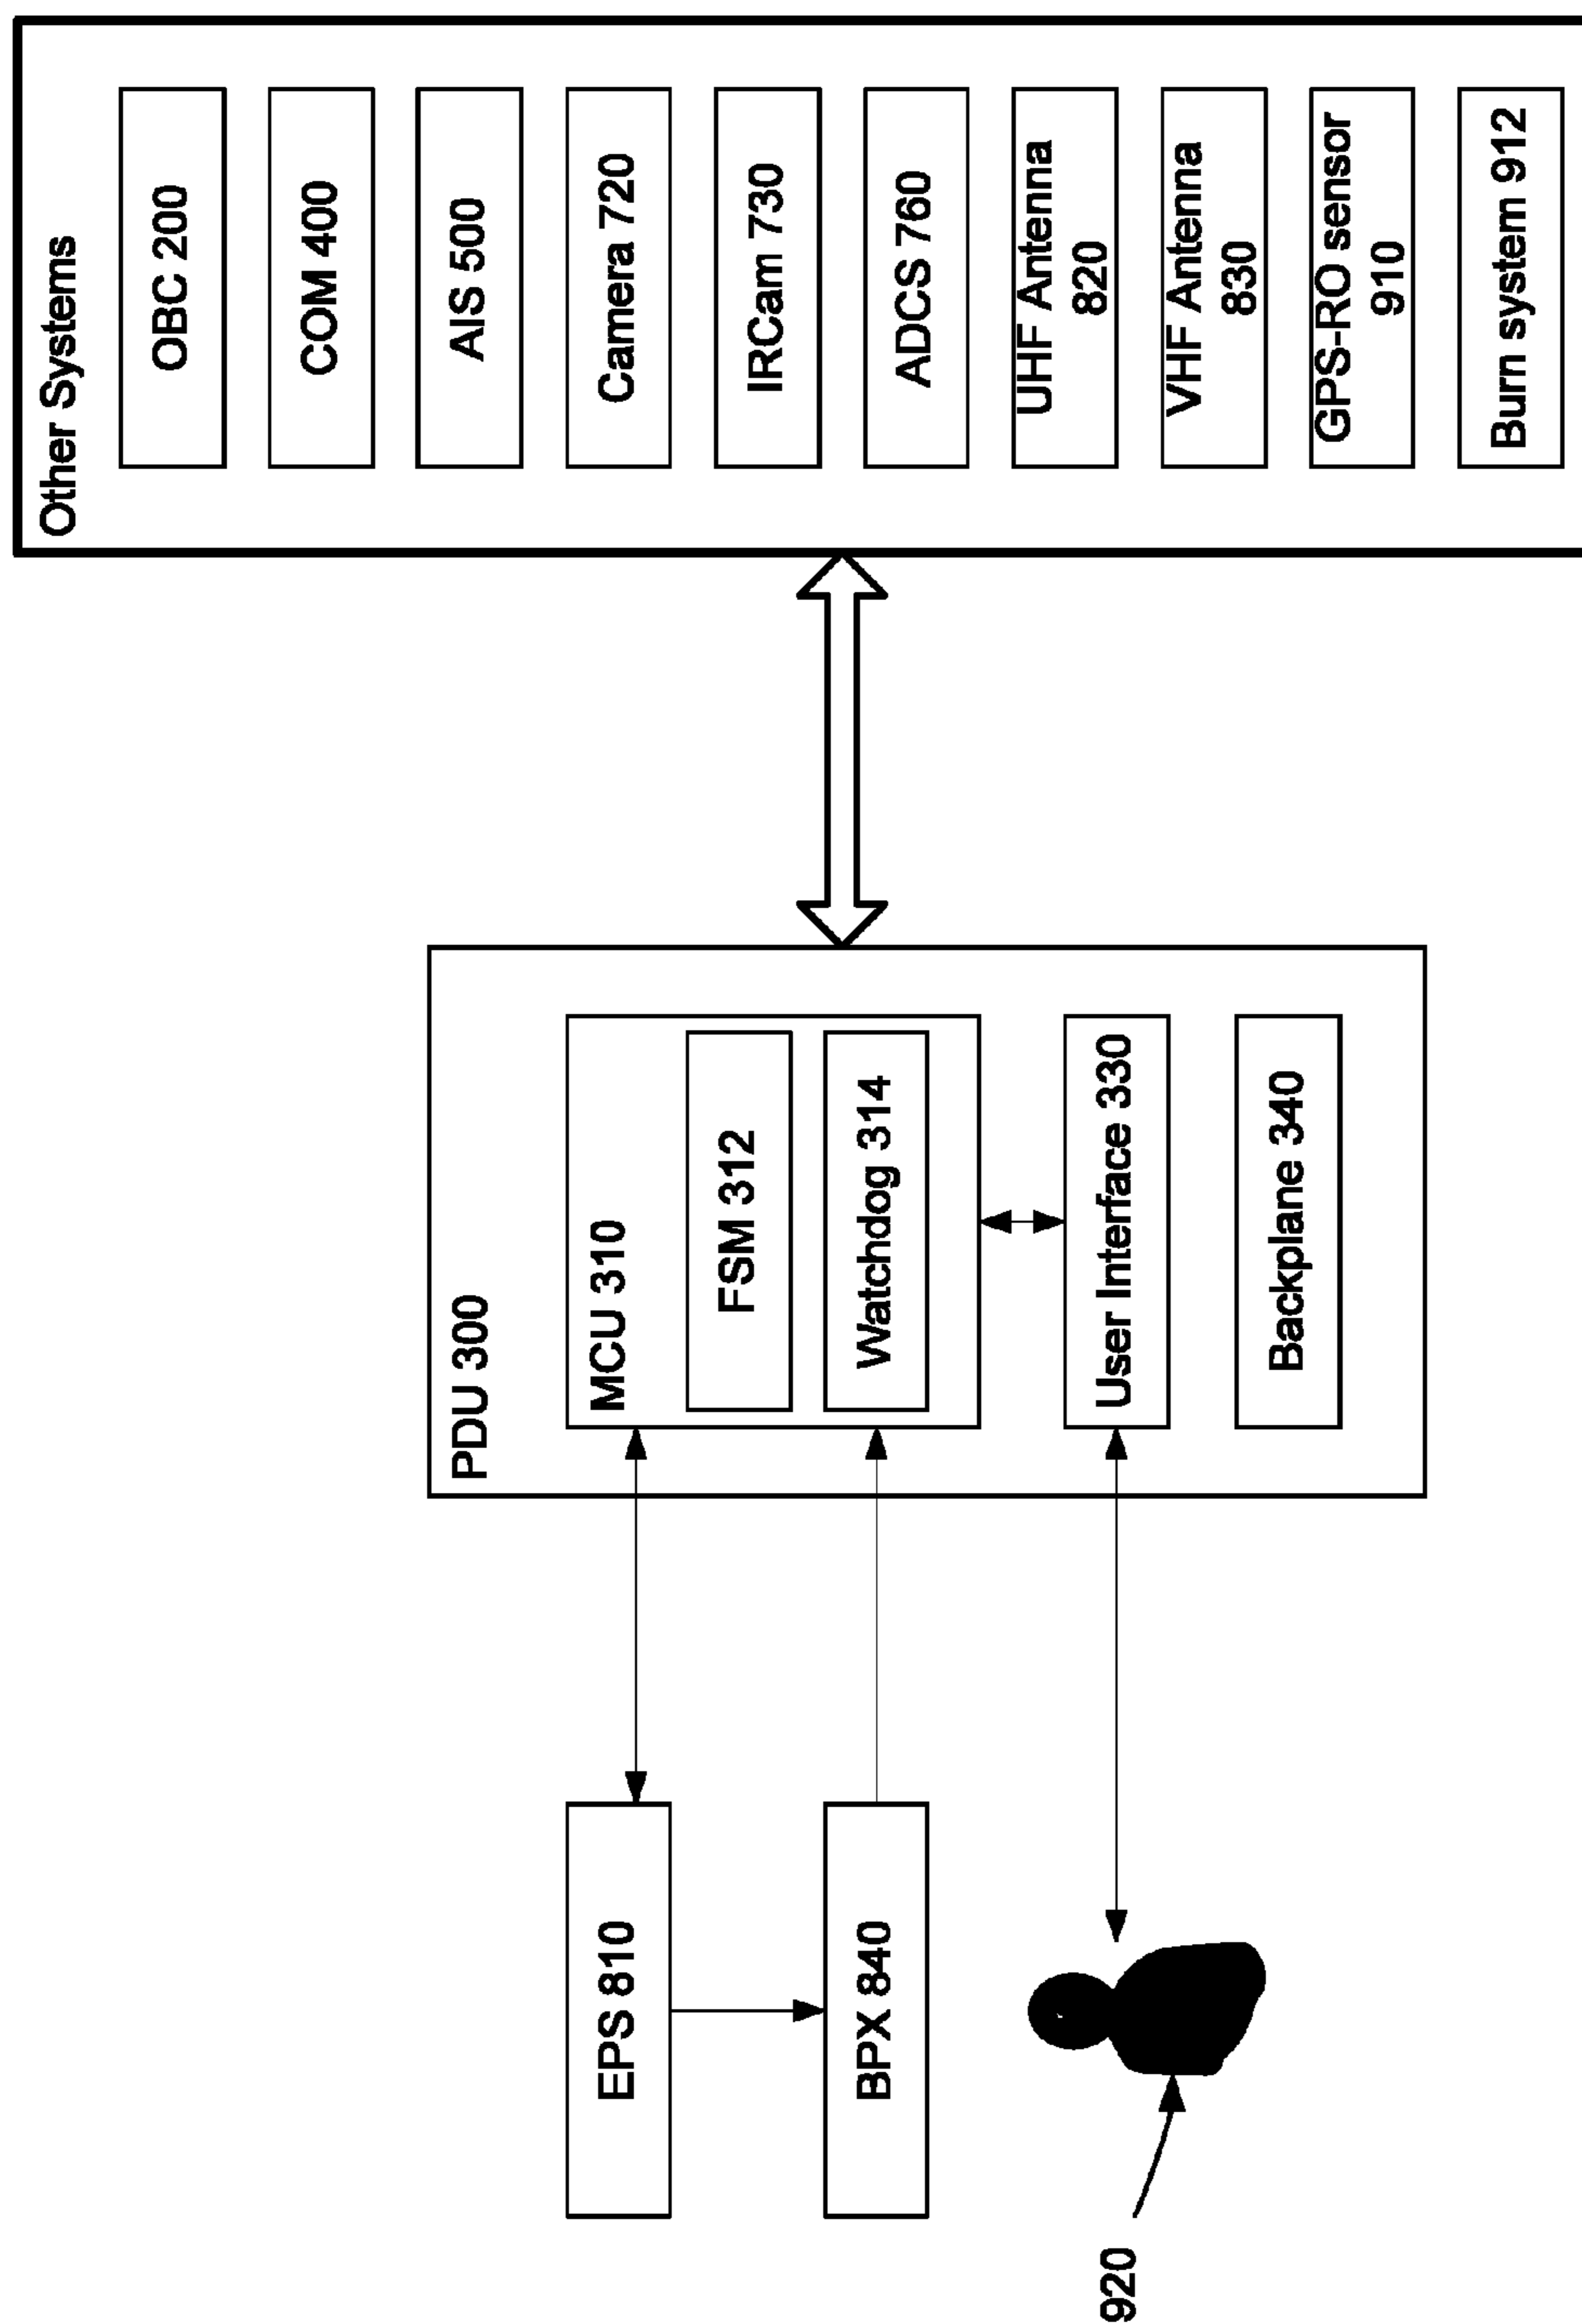 EPS 810
BPX 840
920
PDU 300
MCU 310
FSM 312
Watchdog 314
User Interface 330
Backplane 340
Other Systems
OBC 200
COM 400
AIS 500
Camera 720
IRCam 730
ADCS 760
UHF Antenna
820
VHF Antenna
830
GPS-RO sensor
910
Burn system 912